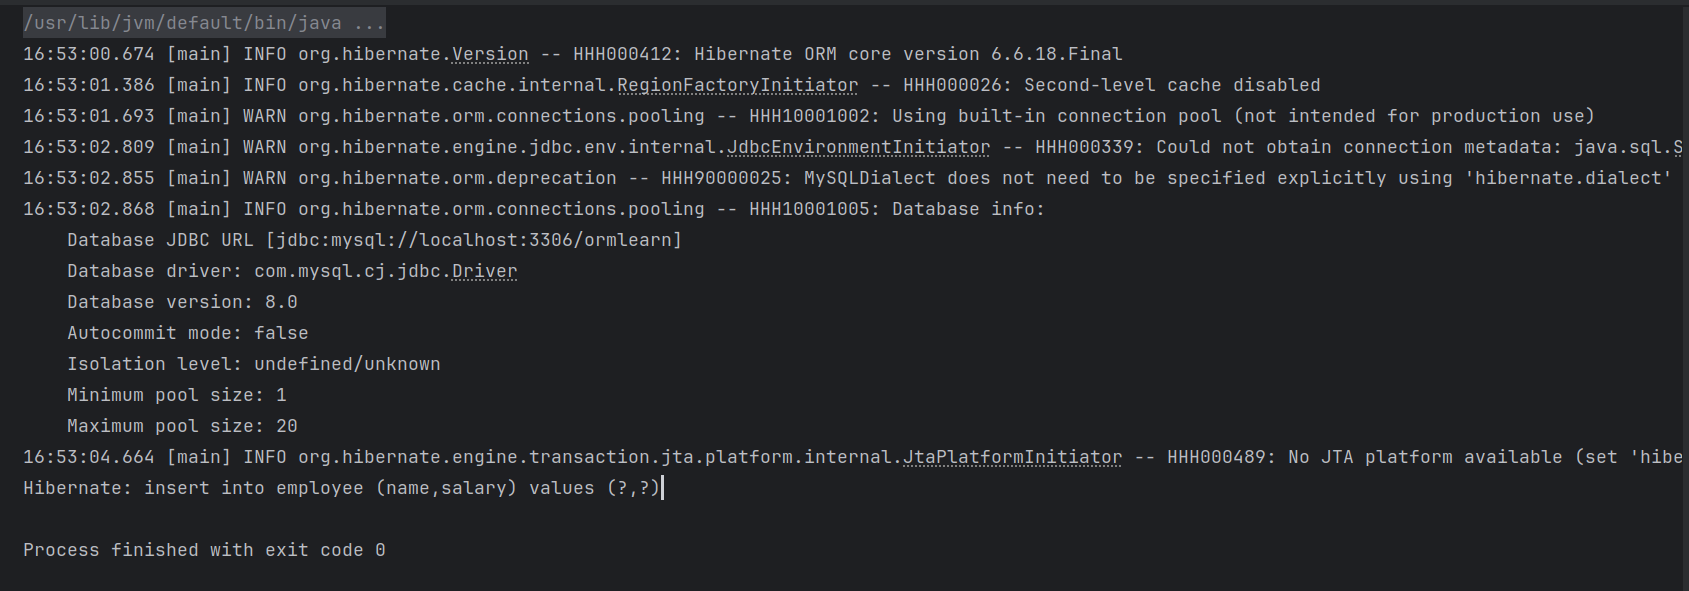 /usr/lib/jvm/default/bin/java ...
16:53:00.674 [main] INFO org.hibernate.Version -- HHH000412: Hibernate ORM core version 6.6.18.Final
16:53:01.386 [main] INFO org.hibernate.cache.internal.RegionFactoryInitiator -- HHH000026: Second-level cache disabled
16:53:01.693 [main] WARN org.hibernate.orm.connections.pooling -- HHH10001002: Using built-in connection pool (not intended for production use)
16:53:02.809 [main] WARN org.hibernate.engine.jdbc.env.internal.JdbcEnvironmentInitiator -- HHH000339: Could not obtain connection metadata: java.sql.S
16:53:02.855 [main] WARN org.hibernate.orm.deprecation -- HHH90000025: MySQLDialect does not need to be specified explicitly using 'hibernate.dialect'
16:53:02.868 [main] INFO org.hibernate.orm.connections.pooling -- HHH10001005: Database info:
    Database JDBC URL [jdbc:mysql://localhost:3306/ormlearn]
    Database driver: com.mysql.cj.jdbc.Driver
    Database version: 8.0
    Autocommit mode: false
    Isolation level: undefined/unknown
    Minimum pool size: 1
    Maximum pool size: 20
16:53:04.664 [main] INFO org.hibernate.engine.transaction.jta.platform.internal.JtaPlatformInitiator -- HHH000489: No JTA platform available (set 'hibe
Hibernate: insert into employee (name,salary) values (?,?)
Process finished with exit code 0